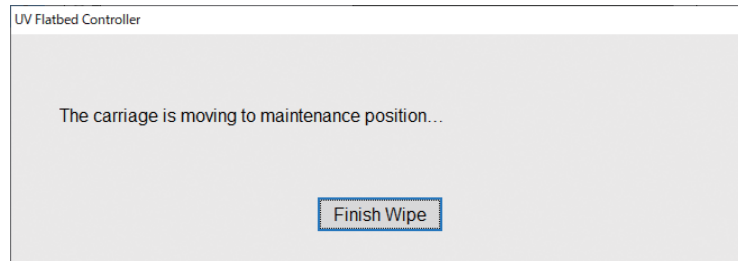 UV Flatbed Controller
The carriage is moving to maintenance position...
Finish Wipe